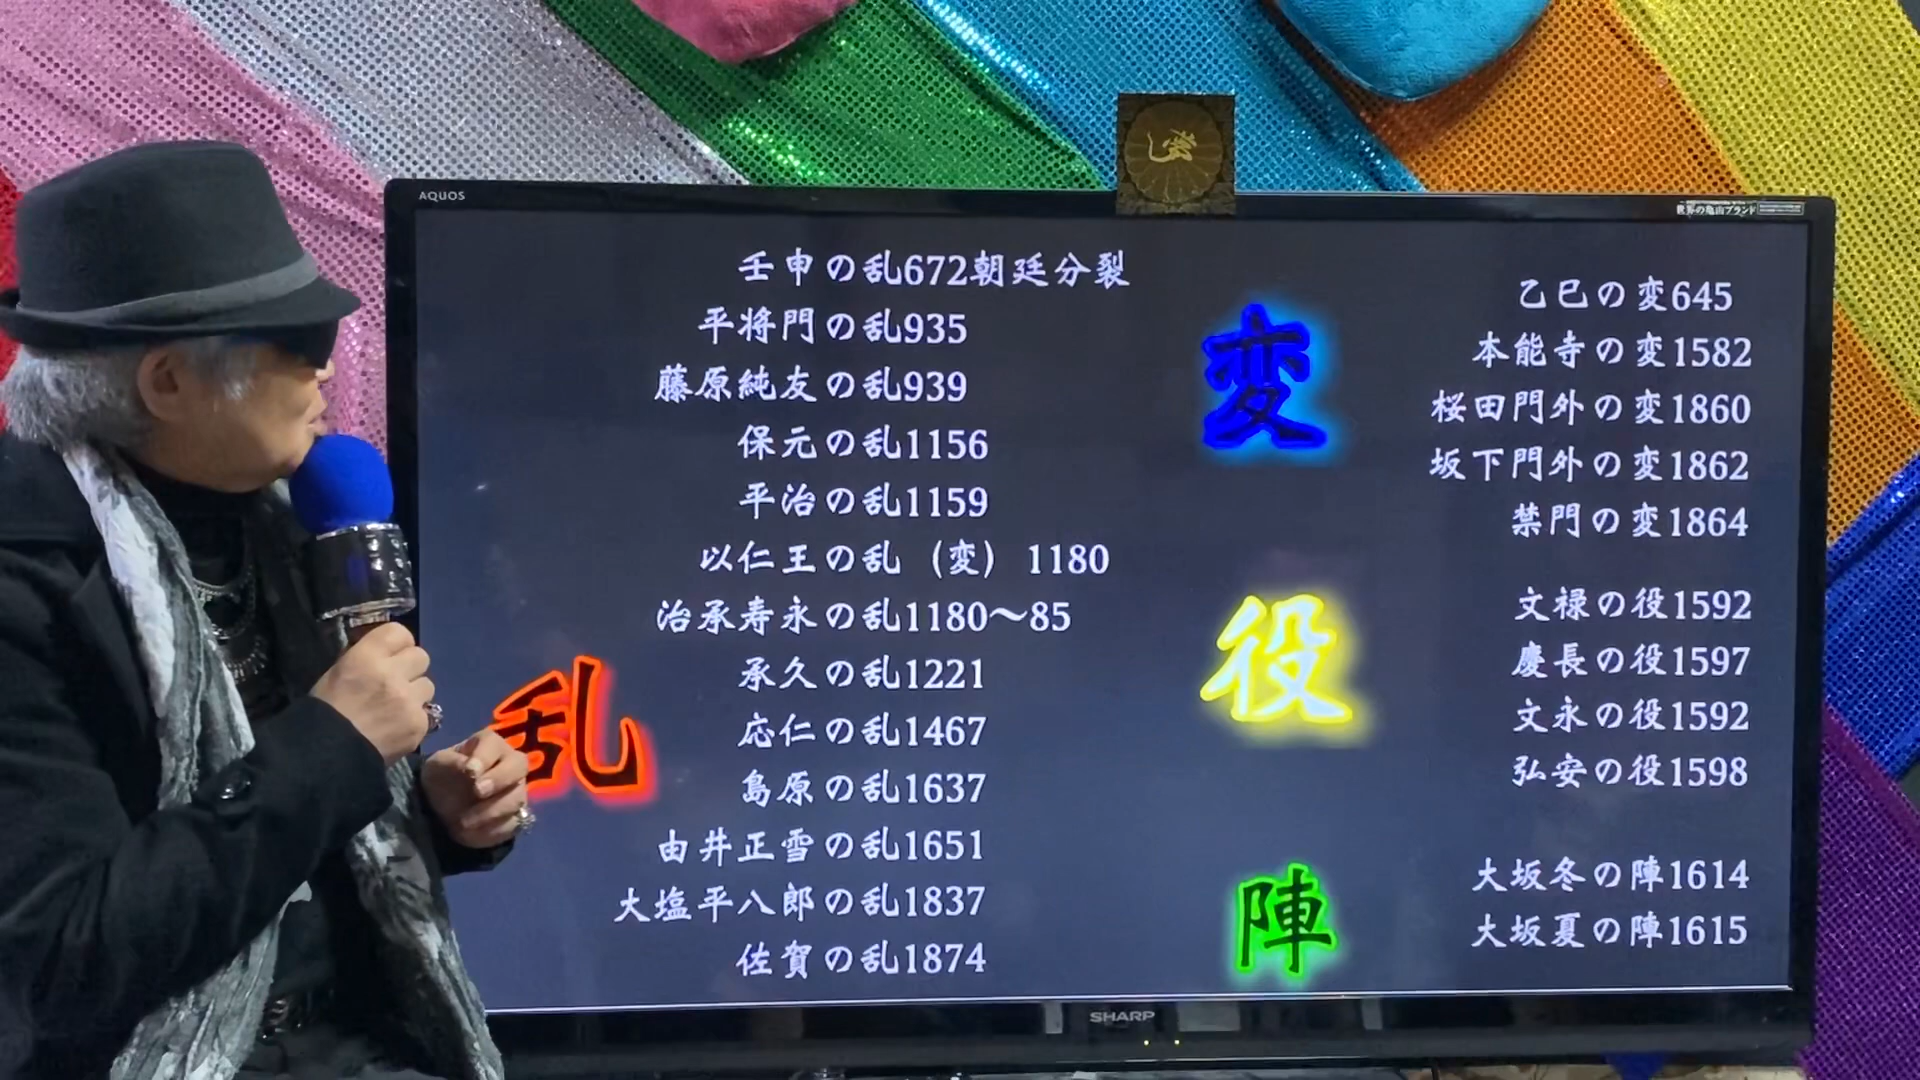 AQUOS
世界の亀山ブランド
壬申の乱672朝廷分裂
平将門の乱935
藤原純友の乱939
保元の乱1156
平治の乱1159
以仁王の乱（変）1180
治承寿永の乱1180〜85
承久の乱1221
応仁の乱1467
島原の乱1637
由井正雪の乱1651
大塩平八郎の乱1837
佐賀の乱1874
乱
変
乙巳の変645
本能寺の変1582
桜田門外の変1860
坂下門外の変1862
禁門の変1864
役
文禄の役1592
慶長の役1597
文永の役1592
弘安の役1598
陣
大坂冬の陣1614
大坂夏の陣1615
SHARP